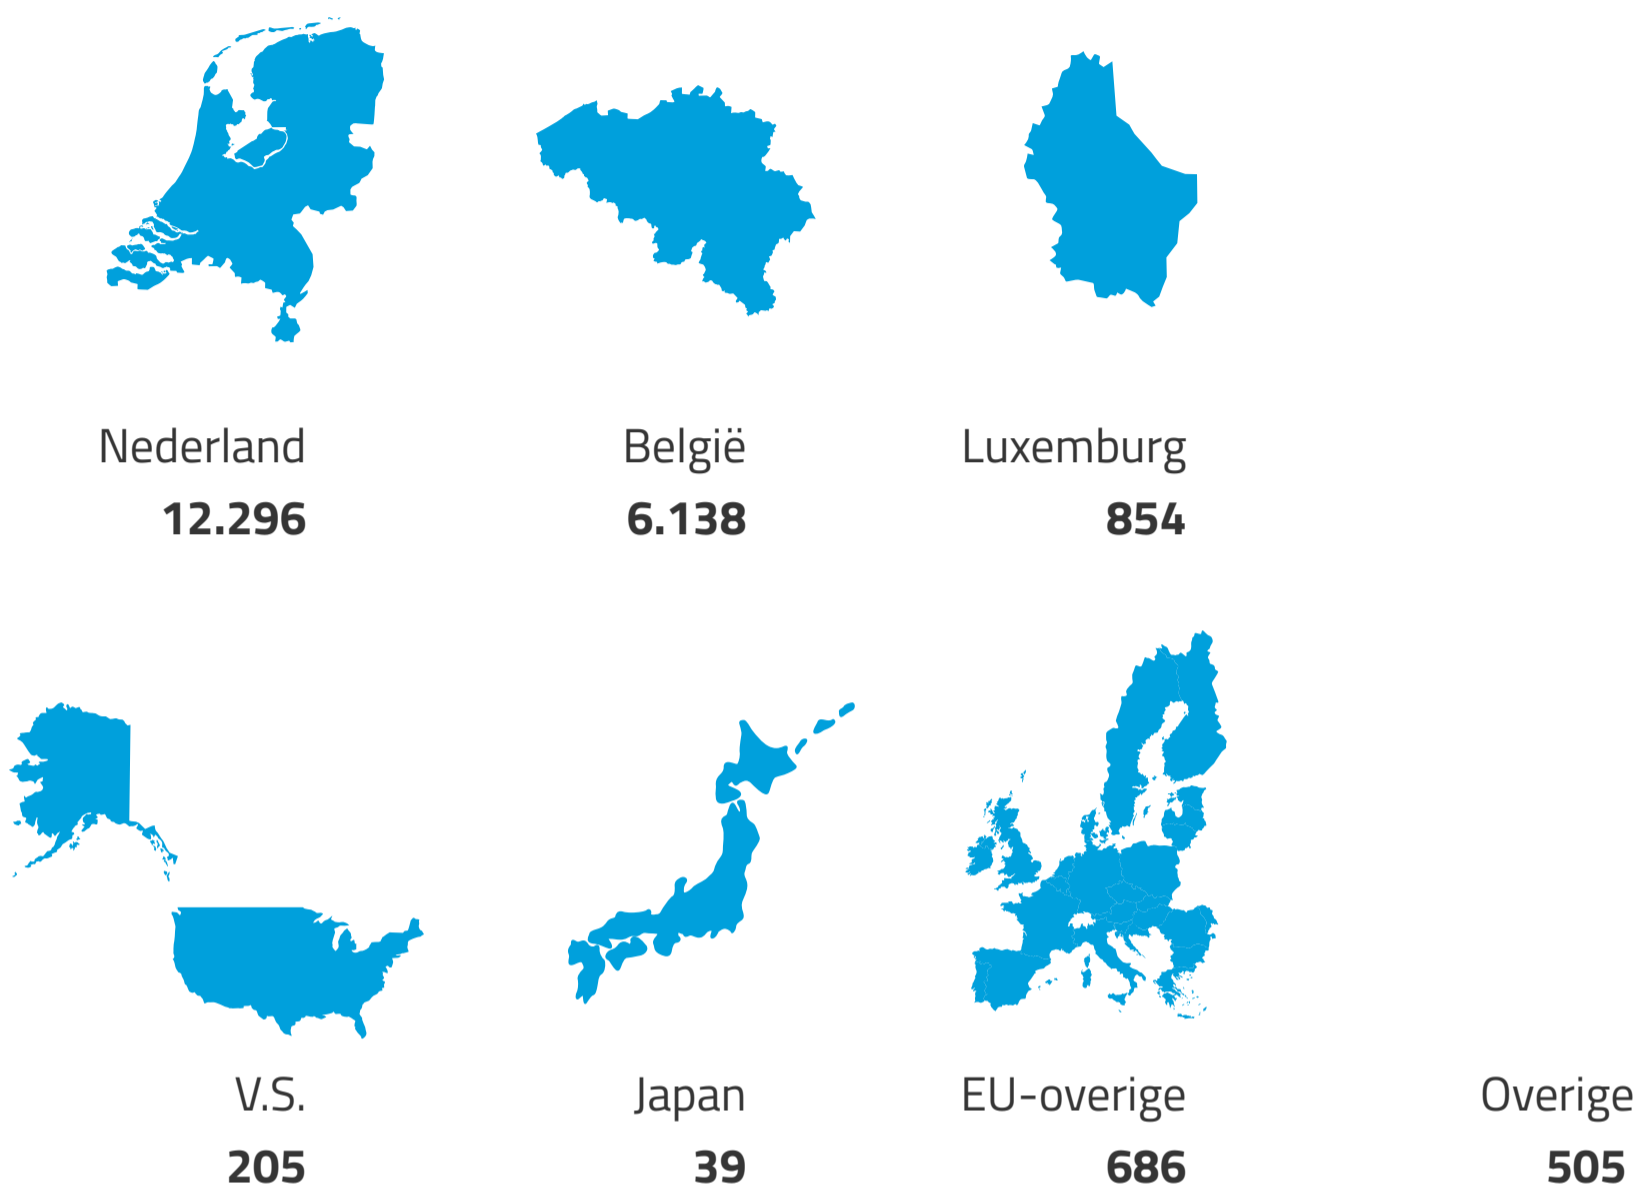 Nederland
12.296
België
6.138
Luxemburg
854
V.S.
205
Japan
39
EU-overige
686
Overige
505